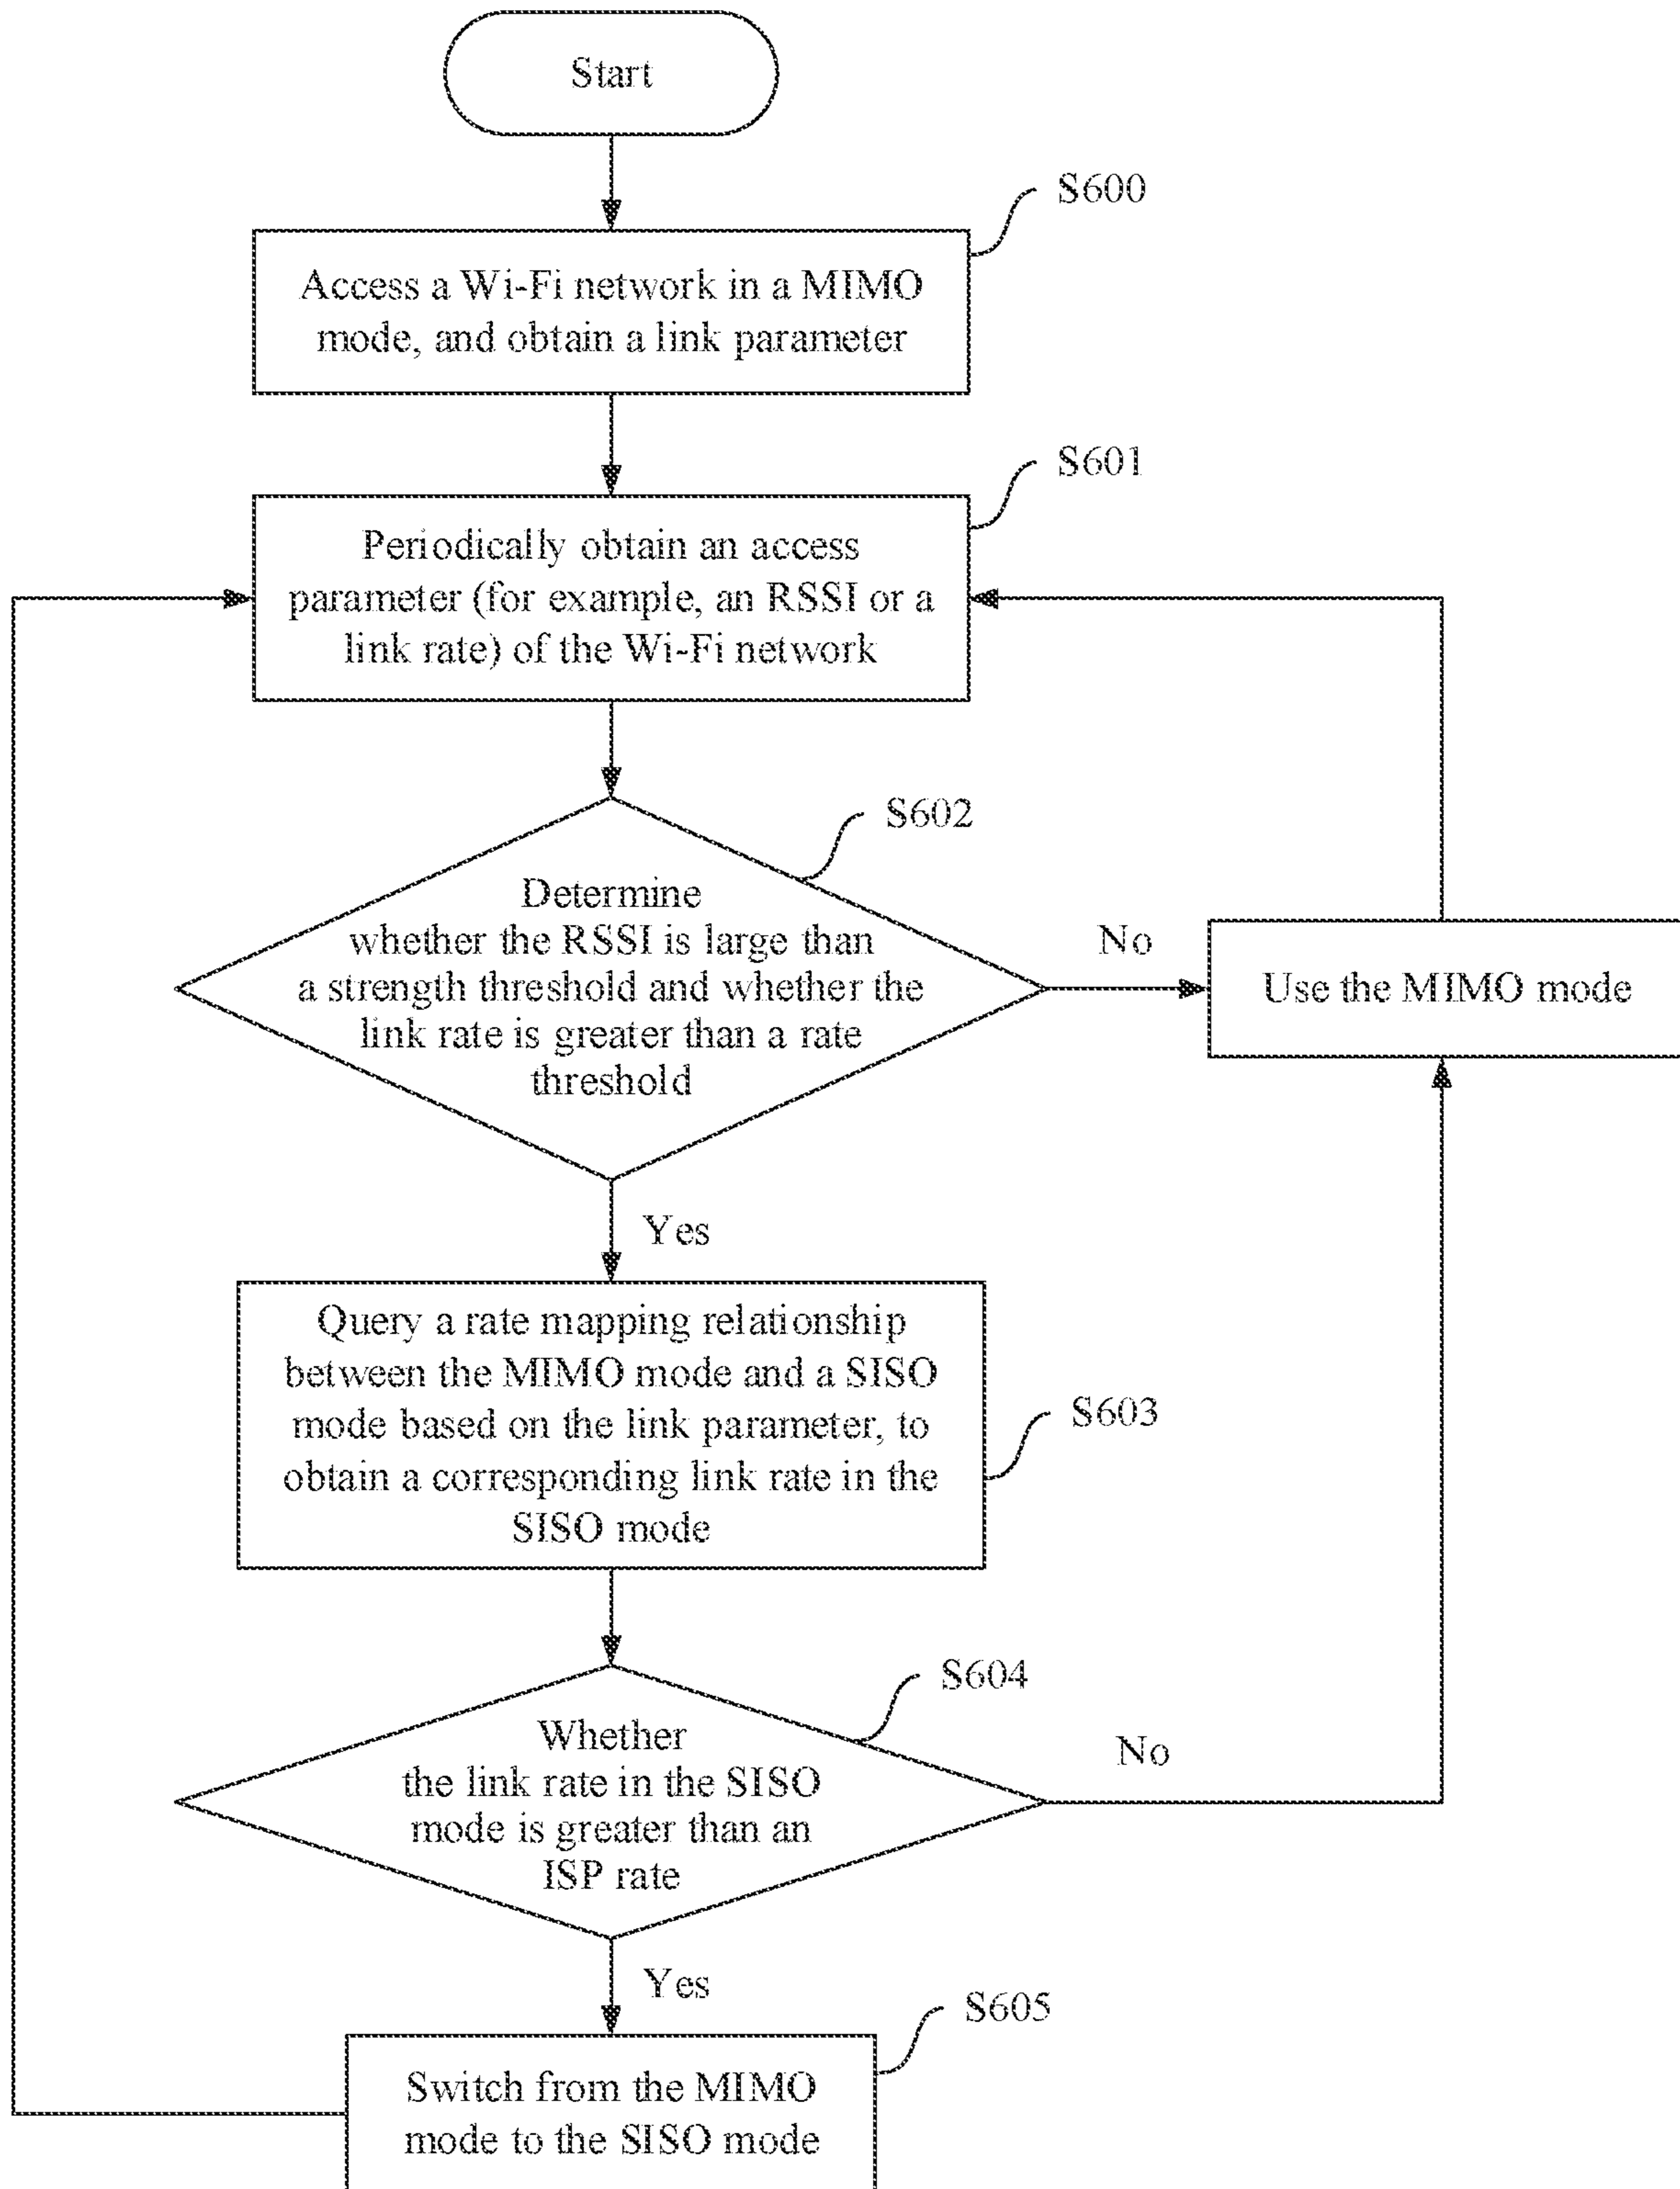 Start
S600
Access a Wi-Fi network in a MIMO
mode, and obtain a link parameter
S601
Periodically obtain an access
parameter (for example, an RSSI or a
link rate) of the Wi-Fi network
S602
Determine
whether the RSSI is large than
a strength threshold and whether the
link rate is greater than a rate
threshold
No
Use the MIMO mode
Yes
Query a rate mapping relationship
between the MIMO mode and a SISO
mode based on the link parameter, to
obtain a corresponding link rate in the
SISO mode
S603
S604
Whether
the link rate in the SISO
mode is greater than an
ISP rate
No
Yes
S605
Switch from the MIMO
mode to the SISO mode